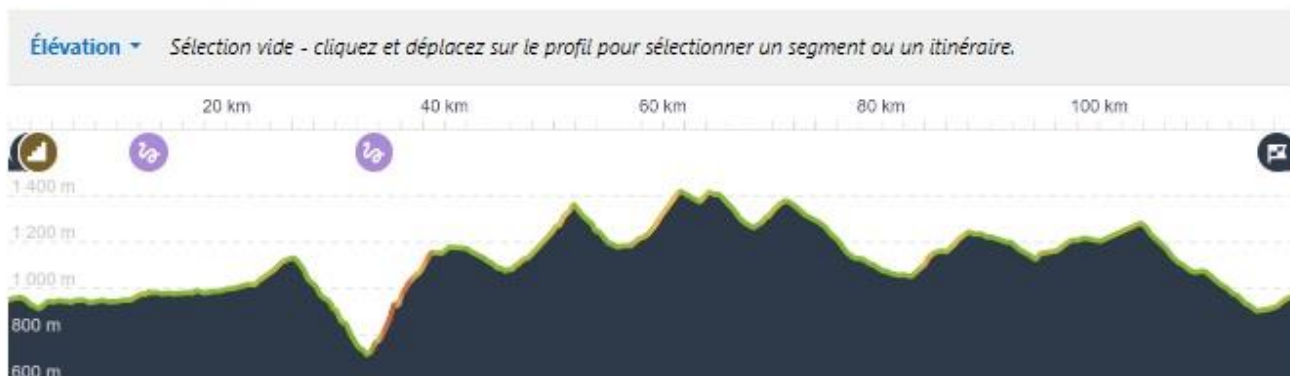 Élévation Sélection vide - cliquez et déplacez sur le profil pour sélectionner un segment ou un itinéraire.
20 km 40 km 60 km 80 km 100 km
1 400 m
1 200 m
1 000 m
800 m
600 m